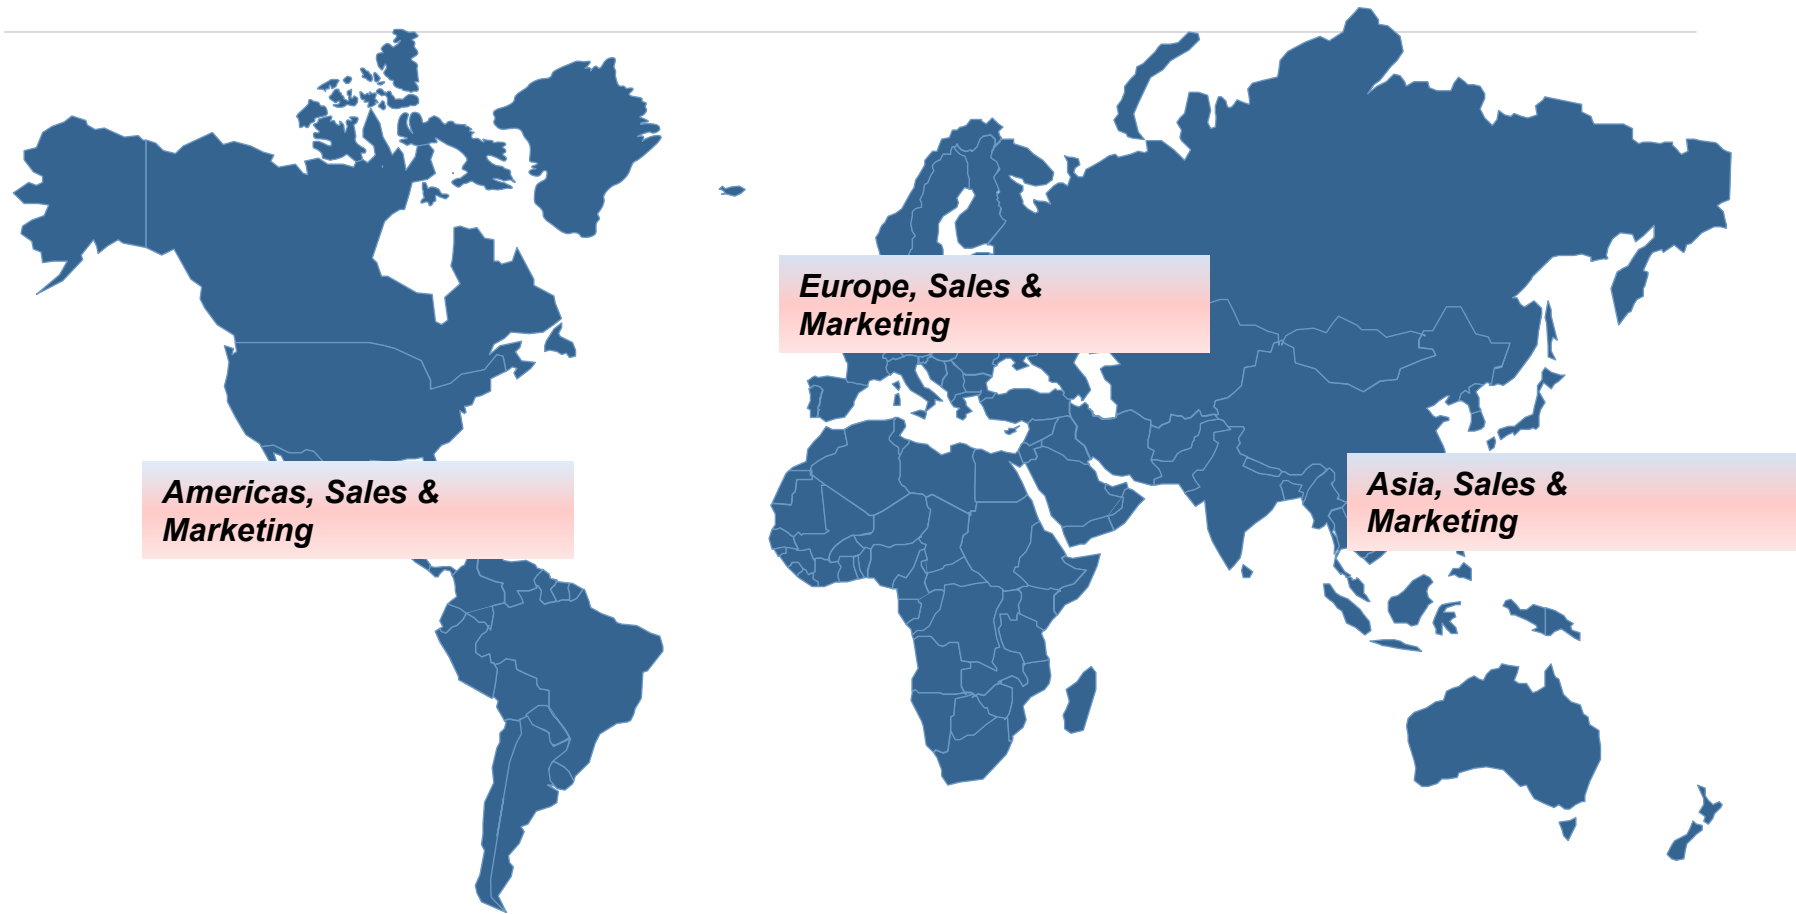 Europe, Sales &
Marketing
Americas, Sales &
Marketing
Asia, Sales &
Marketing